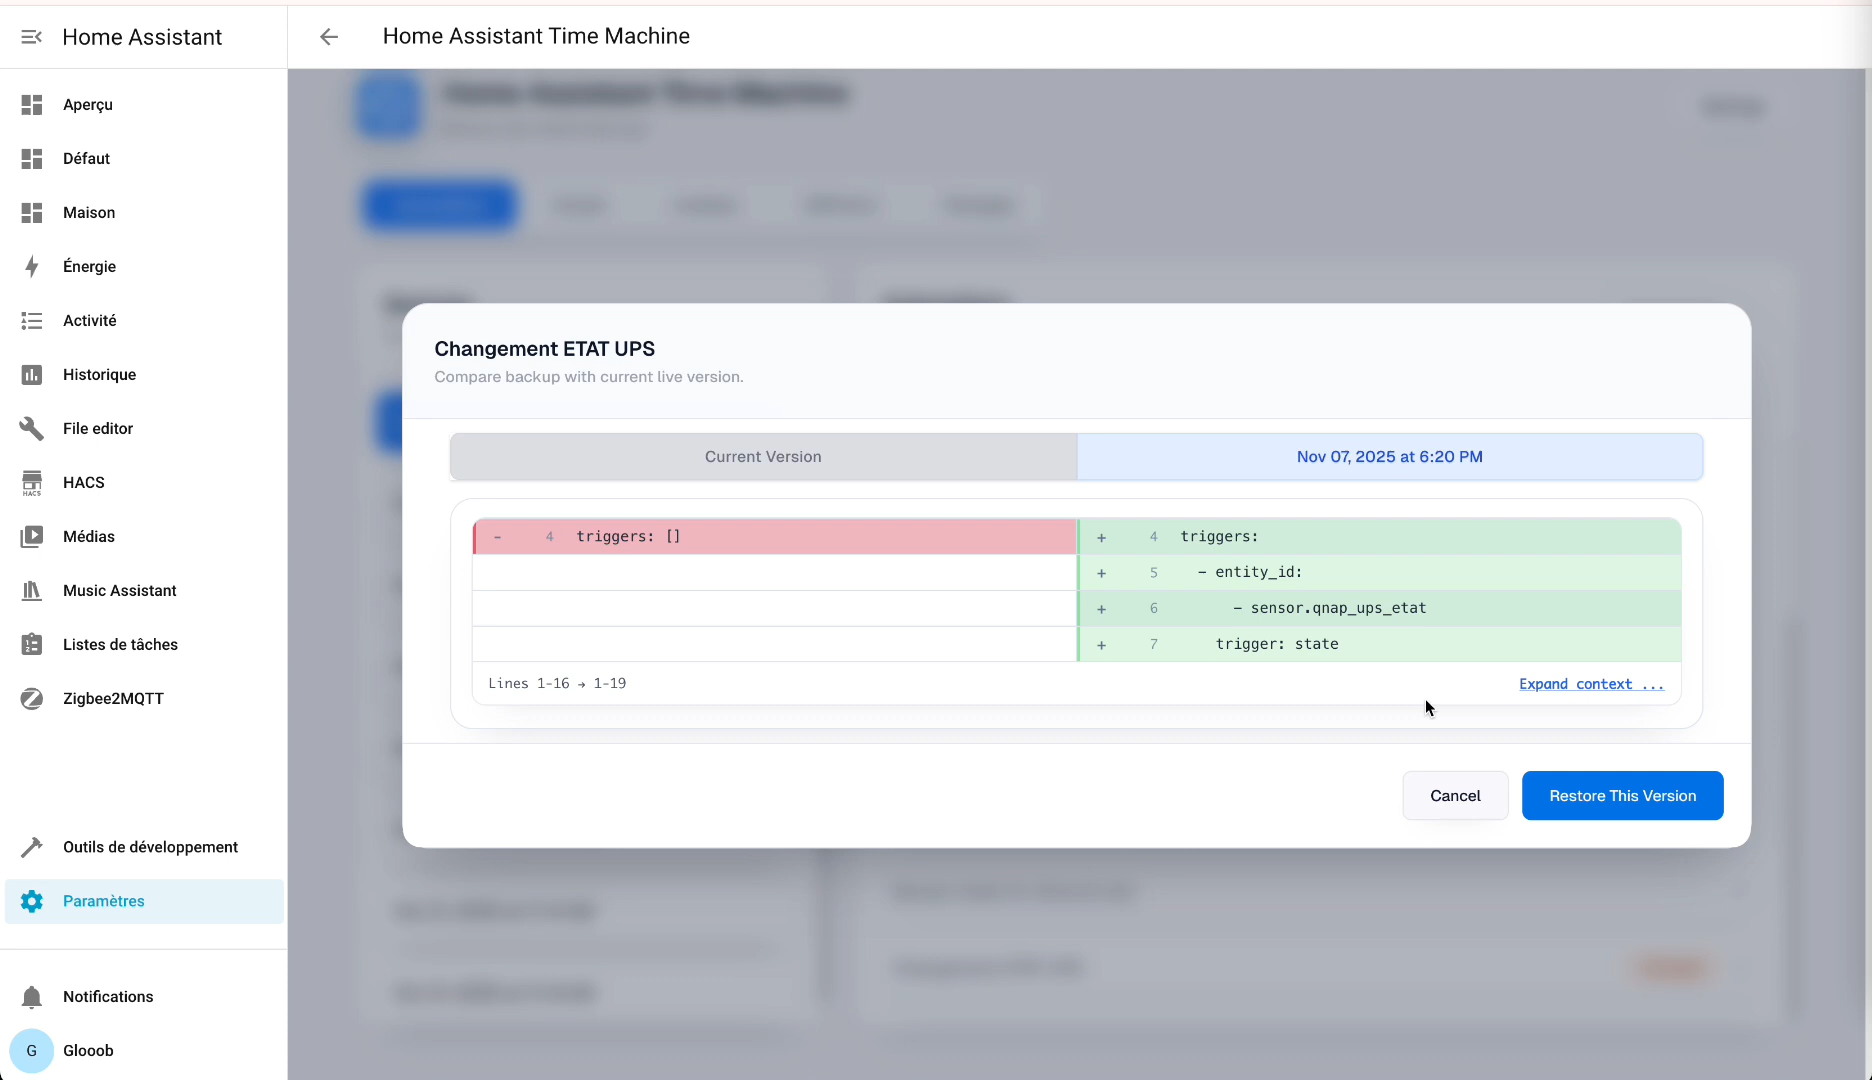 Home Assistant
Home Assistant Time Machine
Aperçu
Défaut
Maison
Énergie
Activité
Historique
File editor
HACS
HACS
Médias
Music Assistant
Listes de tâches
Zigbee2MQTT
Outils de développement
Paramètres
Notifications
G
Glooob
Changement ETAT UPS
Compare backup with current live version.
Current Version
Nov 07, 2025 at 6:20 PM
- 4 triggers: []
+ 4 triggers:
+ 5 - entity_id:
+ 6 - sensor.qnap_ups_etat
+ 7 trigger: state
Lines 1-16 → 1-19
Expand context ...
Cancel
Restore This Version